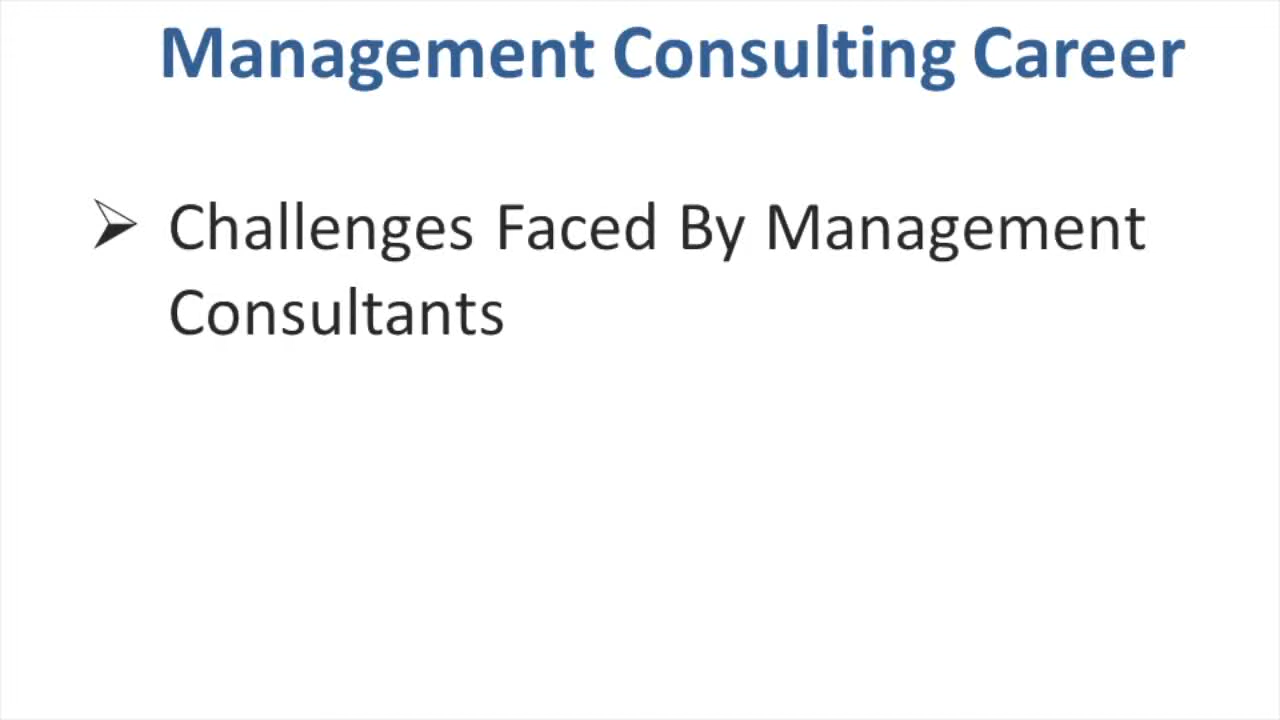 Management Consulting Career
Challenges Faced By Management
Consultants